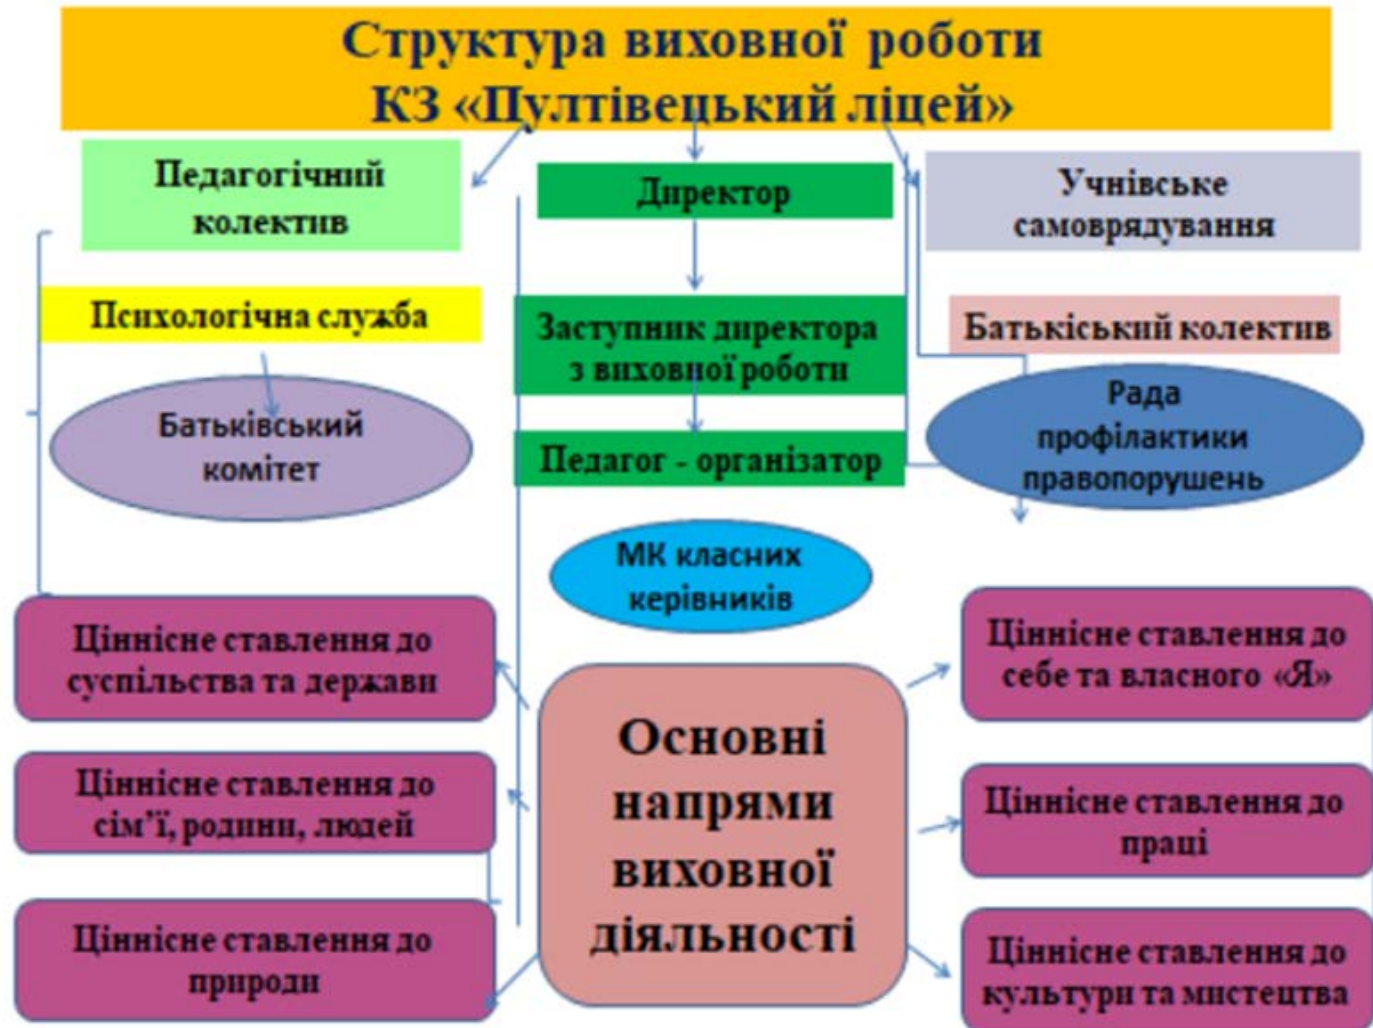 Структура виховної роботи
КЗ «Пултівецький ліцей»
Педагогічний
колектив
Директор
Учнівське
самоврядування
Психологічна служба
Заступник директора
з виховної роботи
Батькіський колектив
Батьківський
комітет
Педагог - організатор
Рада
профілактики
правопорушень
МК класних
керівників
Ціннісне ставлення до
суспільства та держави
Ціннісне ставлення до
сім’ї, родини, людей
Ціннісне ставлення до
природи
Основні
напрями
виховної
діяльності
Ціннісне ставлення до
себе та власного «Я»
Ціннісне ставлення до
праці
Ціннісне ставлення до
культури та мистецтва